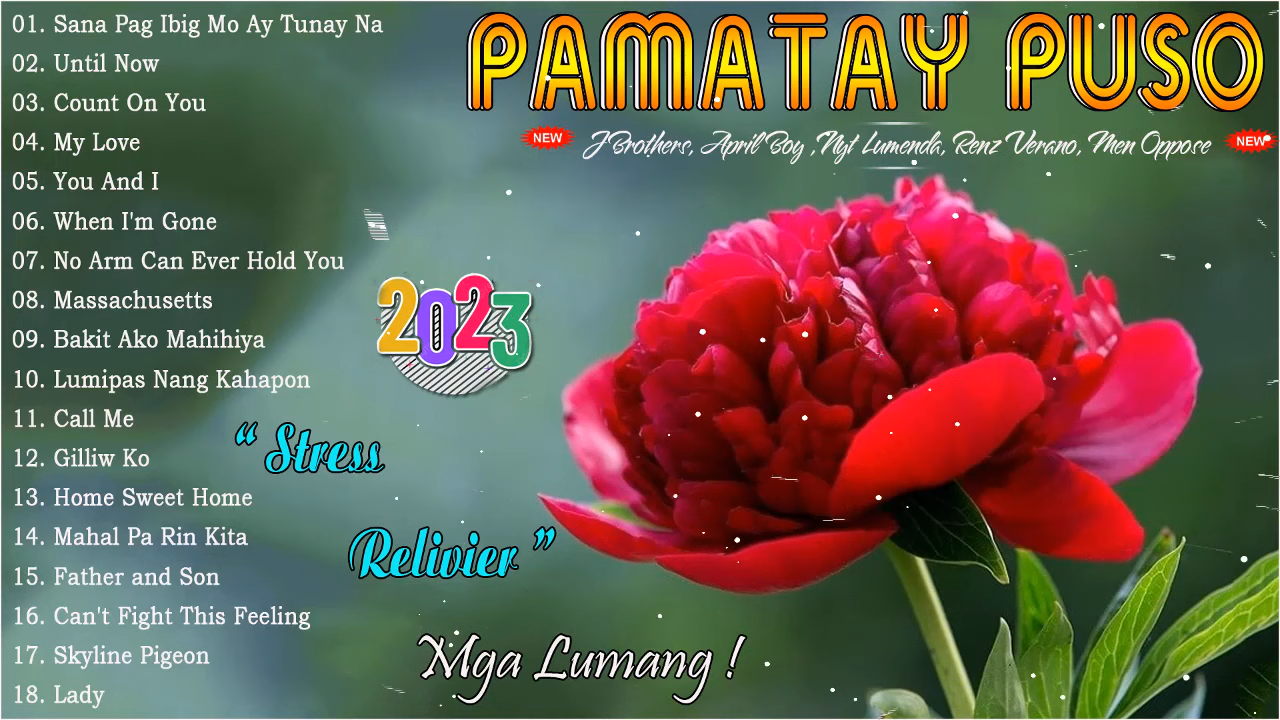 01. Sana Pag Ibig Mo Ay Tunay Na
02. Until Now
03. Count On You
04. My Love
05. You And I
06. When I'm Gone
07. No Arm Can Ever Hold You
08. Massachusetts
09. Bakit Ako Mahihiya
10. Lumipas Nang Kahapon
11. Call Me
12. Gilliw Ko
13. Home Sweet Home
14. Mahal Pa Rin Kita
15. Father and Son
16. Can't Fight This Feeling
17. Skyline Pigeon
18. Lady
PAMATAY PUSO
NEW J Brothers, April Boy ,Nyt Lumenda, Renz Verano, Men Oppose NEW
2023
“ Stress
Relivier ”
Mga Lumang !